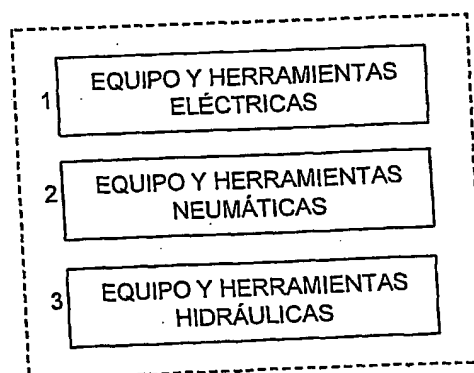 1
EQUIPO Y HERRAMIENTAS
ELÉCTRICAS
2
EQUIPO Y HERRAMIENTAS
NEUMÁTICAS
3
EQUIPO Y HERRAMIENTAS
HIDRÁULICAS